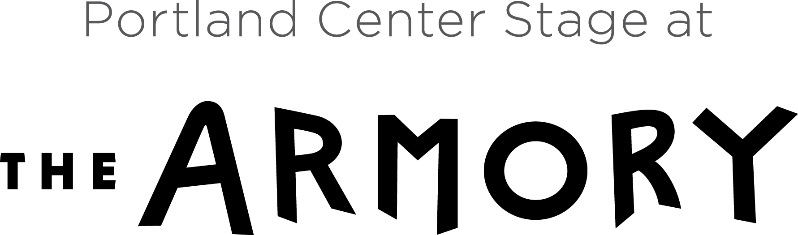 Portland Center Stage at
THE ARMORY